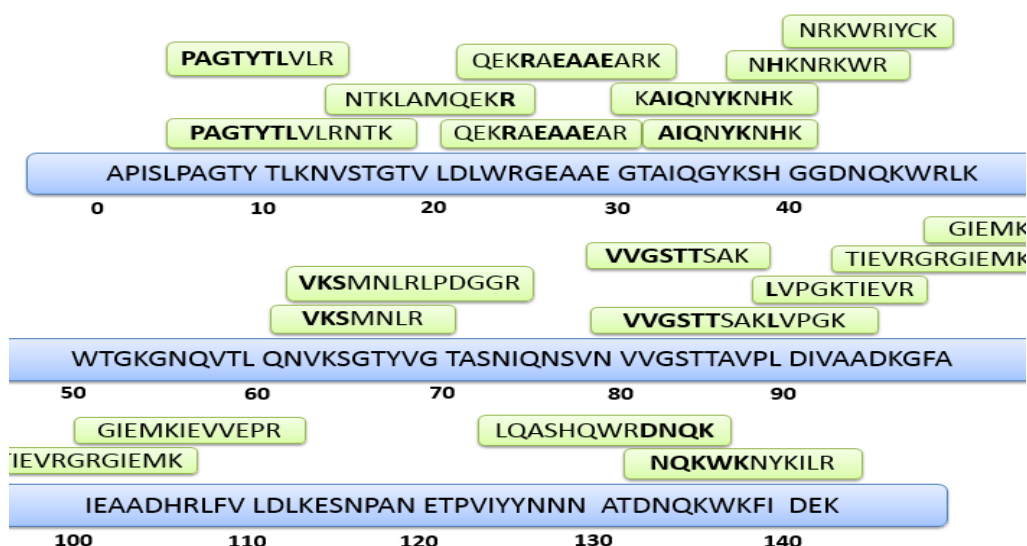 NRKWRIYCK
PAGTYTLVLR QEKRAEAAEARK NHKNRKWR
NTKLAMQEKR KAIQNYKNHK
PAGTYTLVLRNTK QEKRAEAAEAR AIQNYKNHK
APISLPAGTY TLKNVSTGTV LDLWRGEAAE GTAIQGYKSH GGDNQKWRLK
0 10 20 30 40
GIEMK
VVGSTTSAK TIEVRGRGIEMK
VKSMNLRLPDGGR LVPGKTIEVR
VKSMNLR VVGSTTSAKLVPGK
WTGKGNQVTL QNVKSGTYVG TASNIQNSVN VVGSTTAVPL DIVAADKGFA
50 60 70 80 90
GIEMKIEVVEPR LQASHQWRDNQK
TIEVRGRGIEMK NQKWKNYKILR
IEAADHRLFV LDLKESNPAN ETPVIYYNNN ATDNQKWKFI DEK
100 110 120 130 140